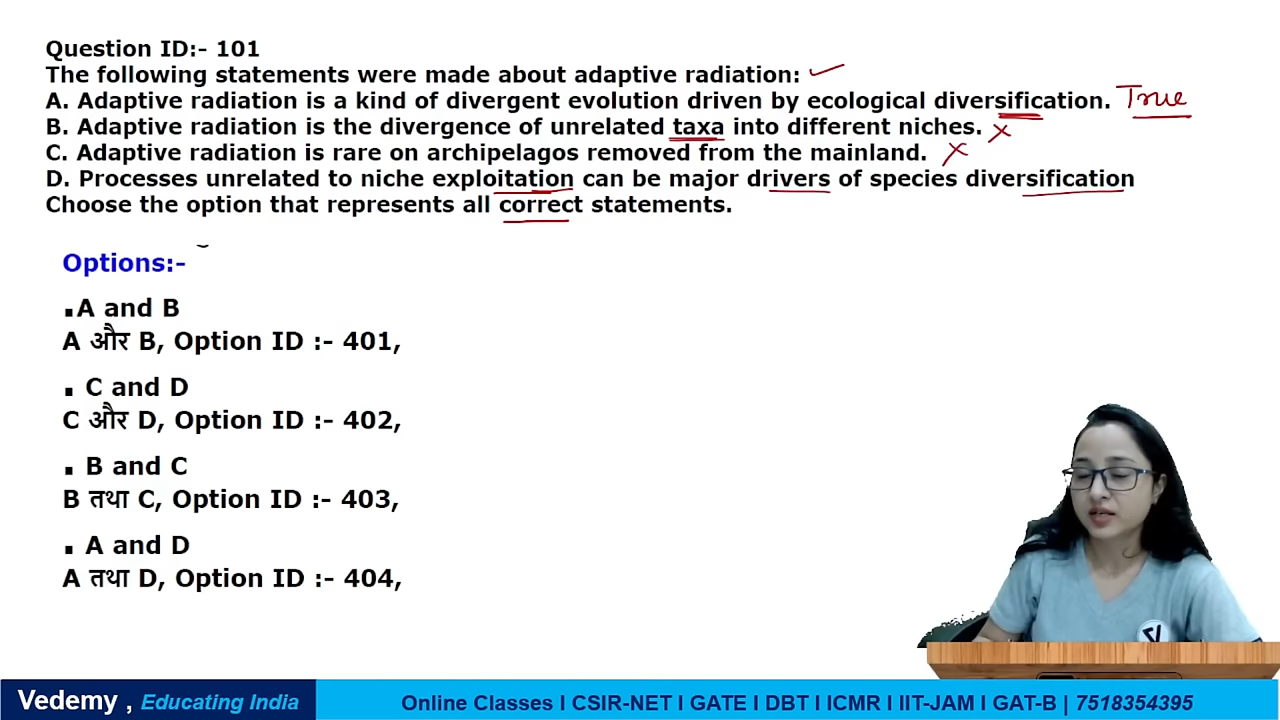 Question ID:- 101
The following statements were made about adaptive radiation:
A. Adaptive radiation is a kind of divergent evolution driven by ecological diversification. True
B. Adaptive radiation is the divergence of unrelated taxa into different niches.
C. Adaptive radiation is rare on archipelagos removed from the mainland.
D. Processes unrelated to niche exploitation can be major drivers of species diversification
Choose the option that represents all correct statements.
Options:-
▪A and B
A और B, Option ID :- 401,
▪ C and D
C और D, Option ID :- 402,
▪ B and C
B तथा C, Option ID :- 403,
▪ A and D
A तथा D, Option ID :- 404,
Vedemy , Educating India
Online Classes I CSIR-NET I GATE I DBT I ICMR I IIT-JAM I GAT-B | 7518354395